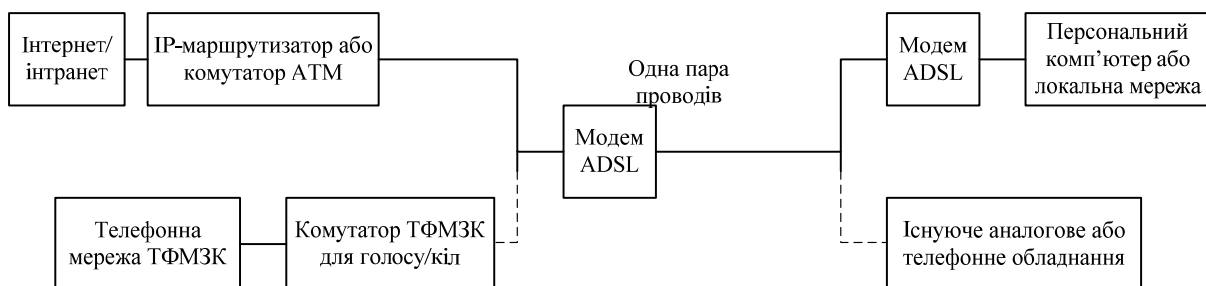 Інтернет/
інтранет
IP-маршрутизатор або
комутатор ATM
Одна пара
проводів
Модем
ADSL
Модем
ADSL
Персональний
комп’ютер або
локальна мережа
Телефонна
мережа ТФМЗК
Комутатор ТФМЗК
для голосу/кіл
Існуюче аналогове або
телефонне обладнання